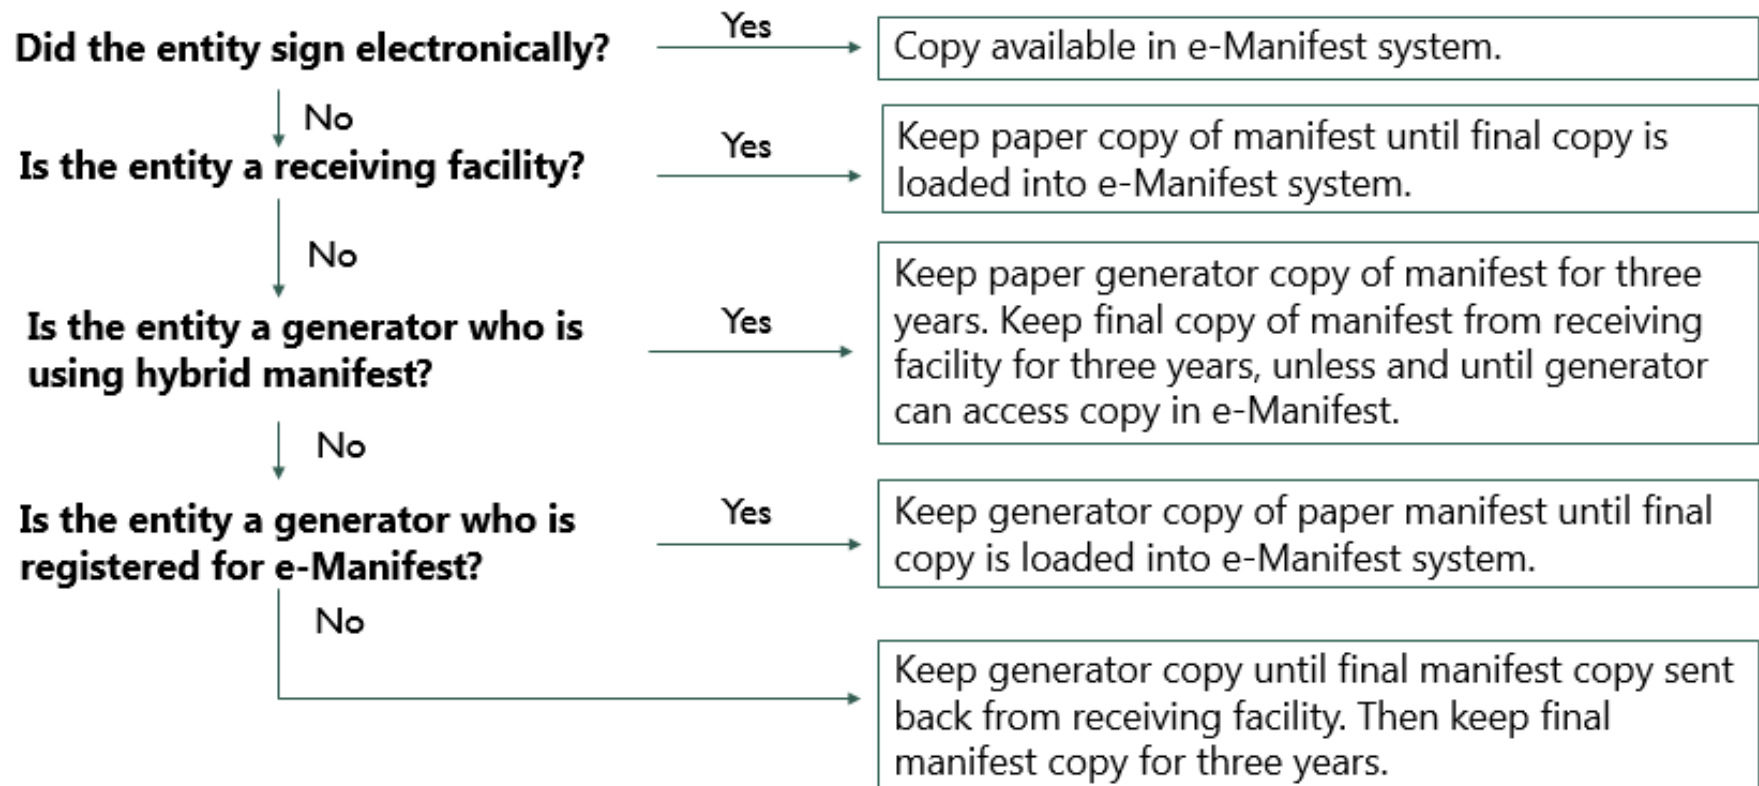 Did the entity sign electronically?
Yes
Copy available in e-Manifest system.
No
Is the entity a receiving facility?
Yes
Keep paper copy of manifest until final copy is
loaded into e-Manifest system.
No
Is the entity a generator who is
using hybrid manifest?
Yes
Keep paper generator copy of manifest for three
years. Keep final copy of manifest from receiving
facility for three years, unless and until generator
can access copy in e-Manifest.
No
Is the entity a generator who is
registered for e-Manifest?
Yes
Keep generator copy of paper manifest until final
copy is loaded into e-Manifest system.
No
Keep generator copy until final manifest copy sent
back from receiving facility. Then keep final
manifest copy for three years.